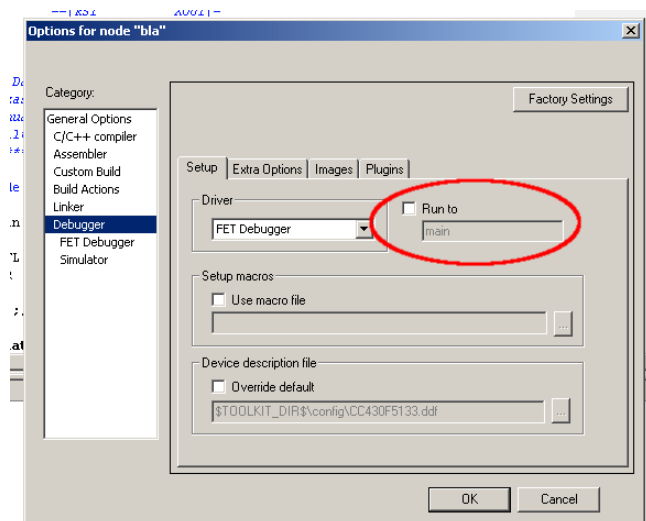 Options for node "bla"
Category:
Factory Settings
General Options
C/C++ compiler
Assembler
Custom Build
Build Actions
Linker
Debugger
FET Debugger
Simulator
Setup
Extra Options
Images
Plugins
Driver
FET Debugger
Run to
main
Setup macros
Use macro file
...
Device description file
Override default
$TOOLKIT_DIR$\config\CC430F5133.ddf
...
OK
Cancel